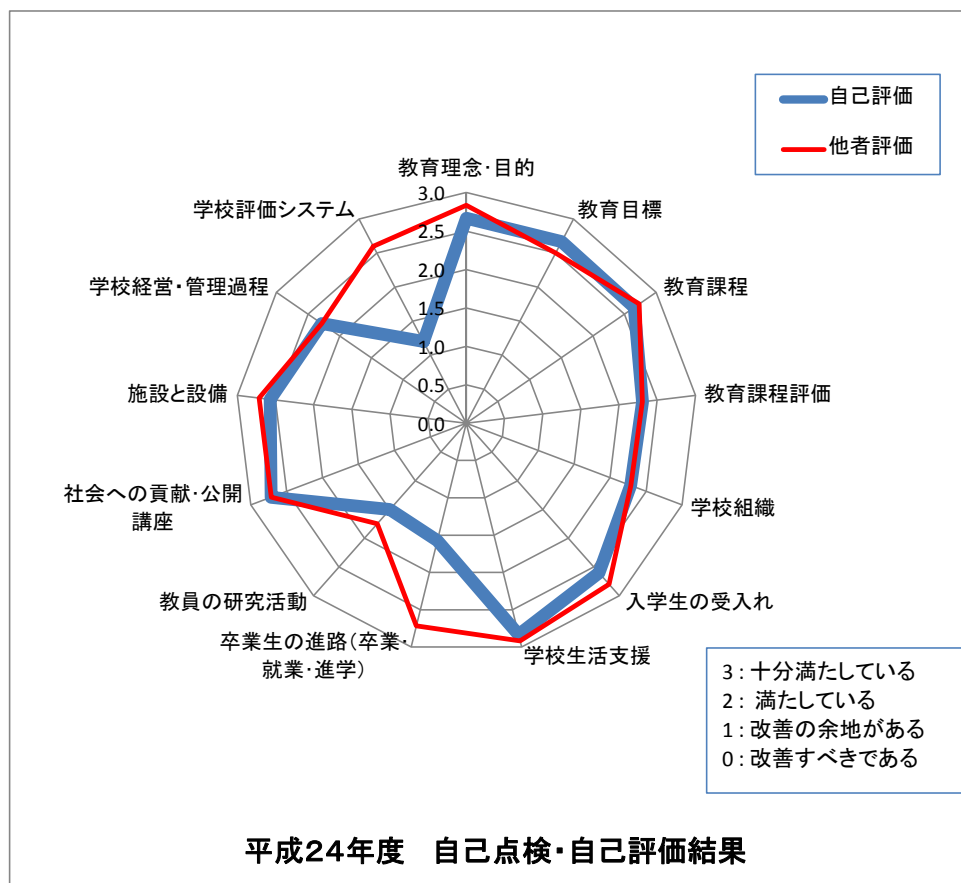 自己評価
他者評価
教育理念・目的
教育目標
教育課程
教育課程評価
学校組織
入学生の受入れ
学校生活支援
卒業生の進路(卒業・
就業・進学)
教員の研究活動
社会への貢献・公開
講座
施設と設備
学校経営・管理過程
学校評価システム
3.0
2.5
2.0
1.5
1.0
0.5
0.0
3:十分満たしている
2: 満たしている
1:改善の余地がある
0:改善すべきである
平成24年度 自己点検・自己評価結果